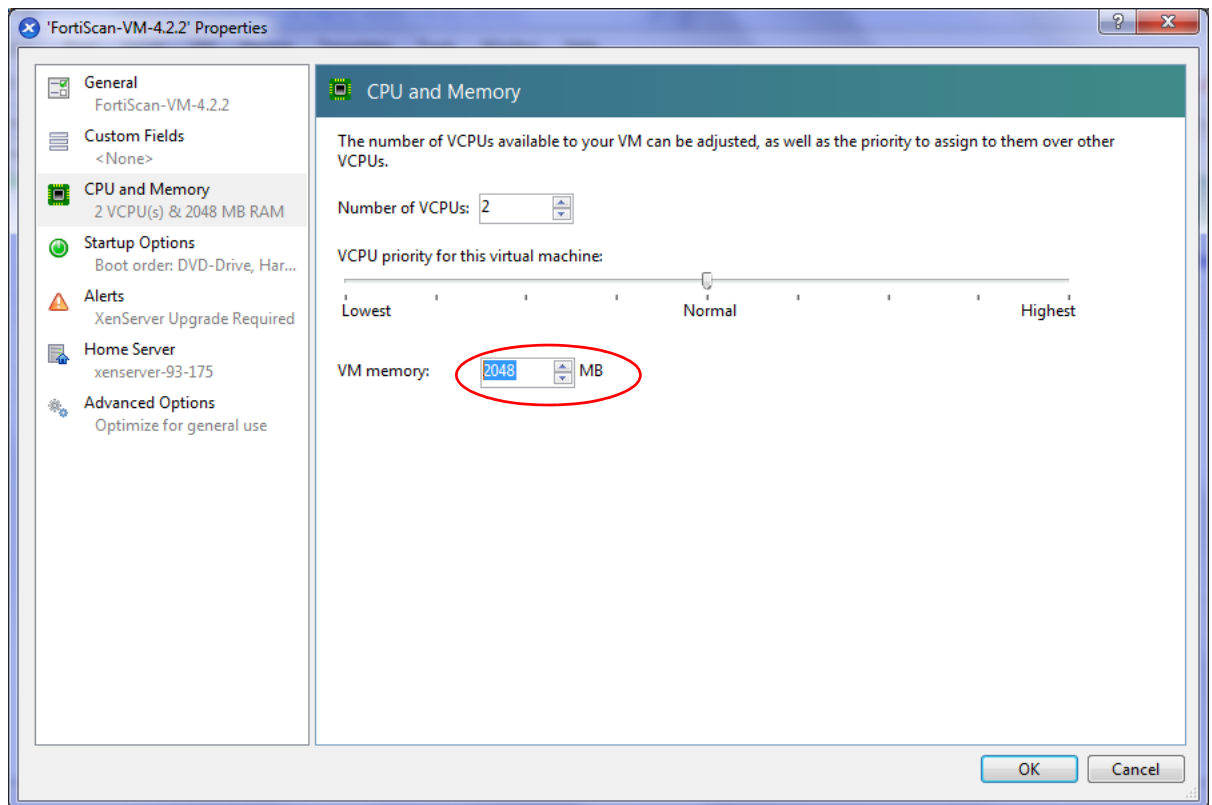 'FortiScan-VM-4.2.2' Properties
General
FortiScan-VM-4.2.2
Custom Fields
<None>
CPU and Memory
2 VCPU(s) & 2048 MB RAM
Startup Options
Boot order: DVD-Drive, Har...
Alerts
XenServer Upgrade Required
Home Server
xenserver-93-175
Advanced Options
Optimize for general use
CPU and Memory
The number of VCPUs available to your VM can be adjusted, as well as the priority to assign to them over other
VCPUs.
Number of VCPUs: 2
VCPU priority for this virtual machine:
Lowest Normal Highest
VM memory: 2048 MB
OK Cancel